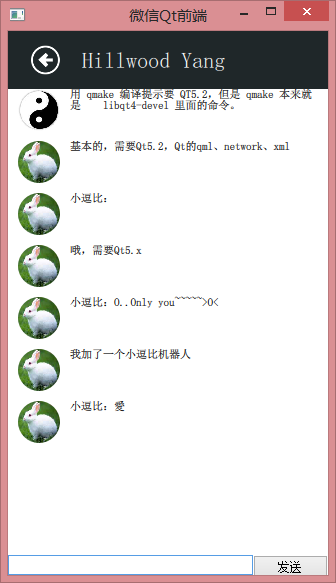 微信Qt前端
Hillwood Yang
用 qmake 编译提示要 QT5.2，但是 qmake 本来就
是 libqt4-devel 里面的命令。
基本的，需要Qt5.2，Qt的qml、network、xml
小逗比：
哦，需要Qt5.x
小逗比：O..Only you~~~~~>O<
我加了一个小逗比机器人
小逗比：愛
发送